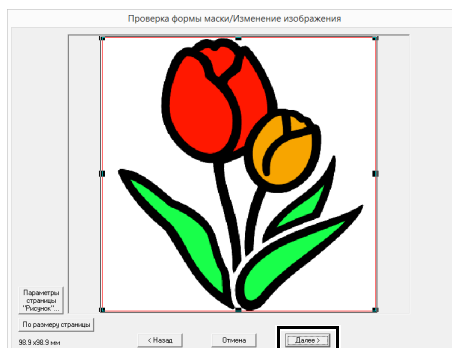 Проверка формы маски/Изменение изображения
Параметры
страницы
"Рисунок"...
По размеру страницы
98.9 x98.9 мм
< Назад
Отмена
Далее >